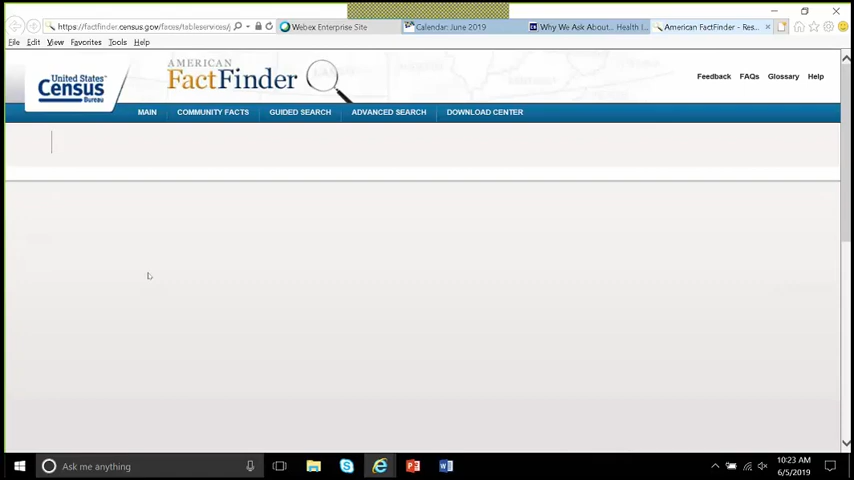 https://factfinder.census.gov/faces/tableservices/j
Webex Enterprise Site
Calendar: June 2019
Why We Ask About... Health (...
American FactFinder - Res...
File Edit View Favorites Tools Help
United States®
Census
Bureau
AMERICAN
FactFinder
Feedback FAQs Glossary Help
MAIN COMMUNITY FACTS GUIDED SEARCH ADVANCED SEARCH DOWNLOAD CENTER
Ask me anything
10:23 AM
6/5/2019